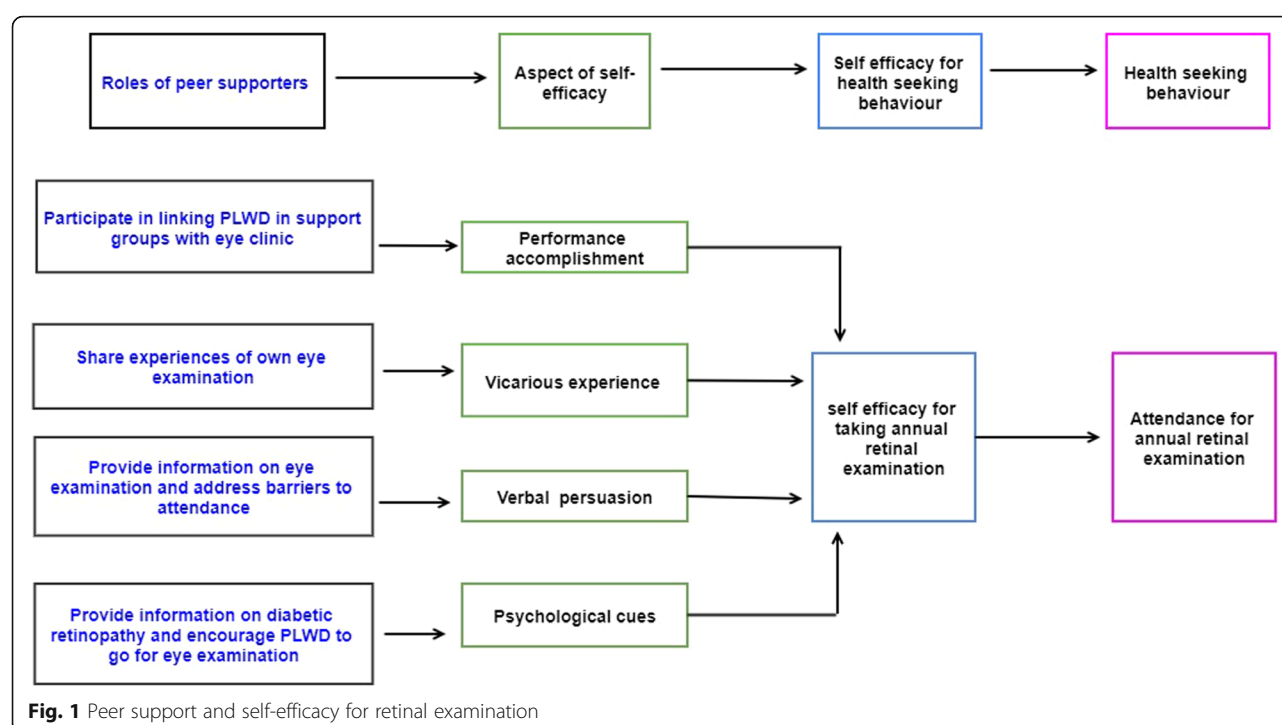 Roles of peer supporters
Aspect of self-
efficacy
Self efficacy for
health seeking
behaviour
Health seeking
behaviour
Participate in linking PLWD in support
groups with eye clinic
Performance
accomplishment
Share experiences of own eye
examination
Vicarious experience
Provide information on eye
examination and address barriers to
attendance
Verbal persuasion
Provide information on diabetic
retinopathy and encourage PLWD to
go for eye examination
Psychological cues
self efficacy for
taking annual
retinal
examination
Attendance for
annual retinal
examination
Fig. 1 Peer support and self-efficacy for retinal examination